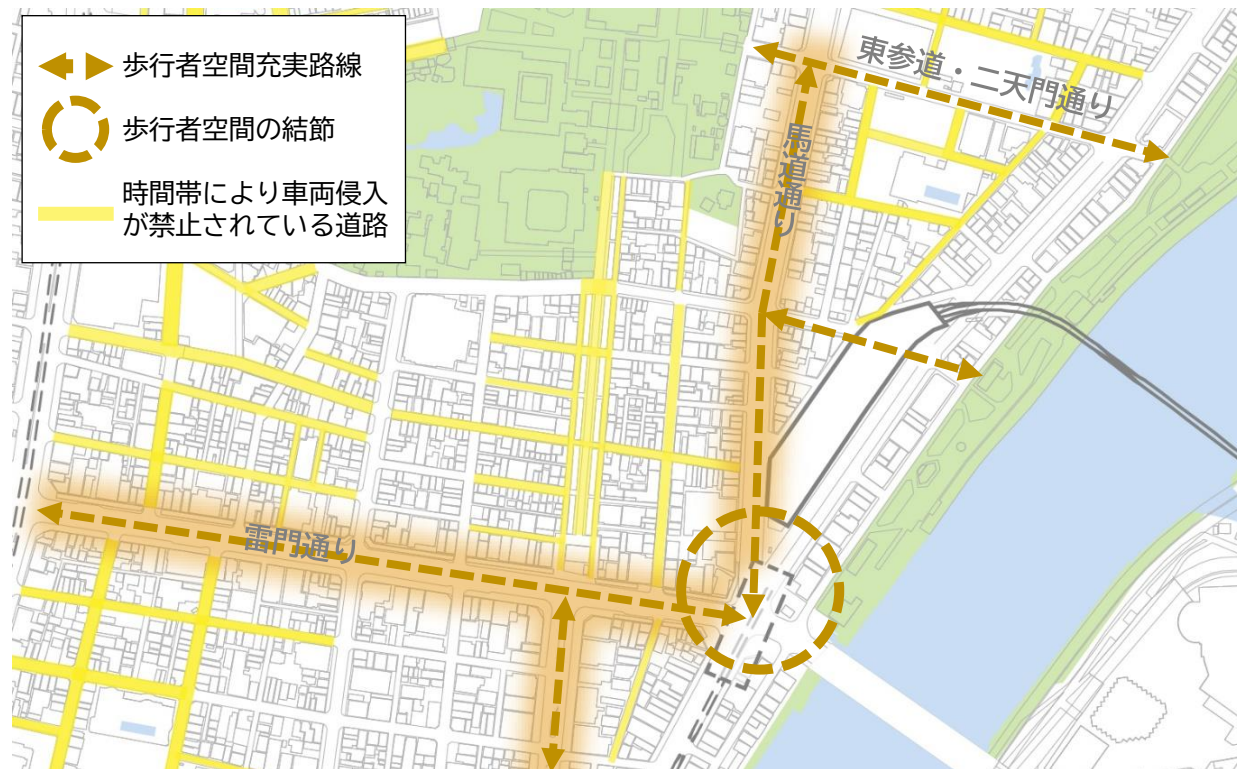 歩行者空間充実路線
歩行者空間の結節
時間帯により車両侵入
が禁止されている道路
東参道・二天門通り
馬道通り
雷門通り